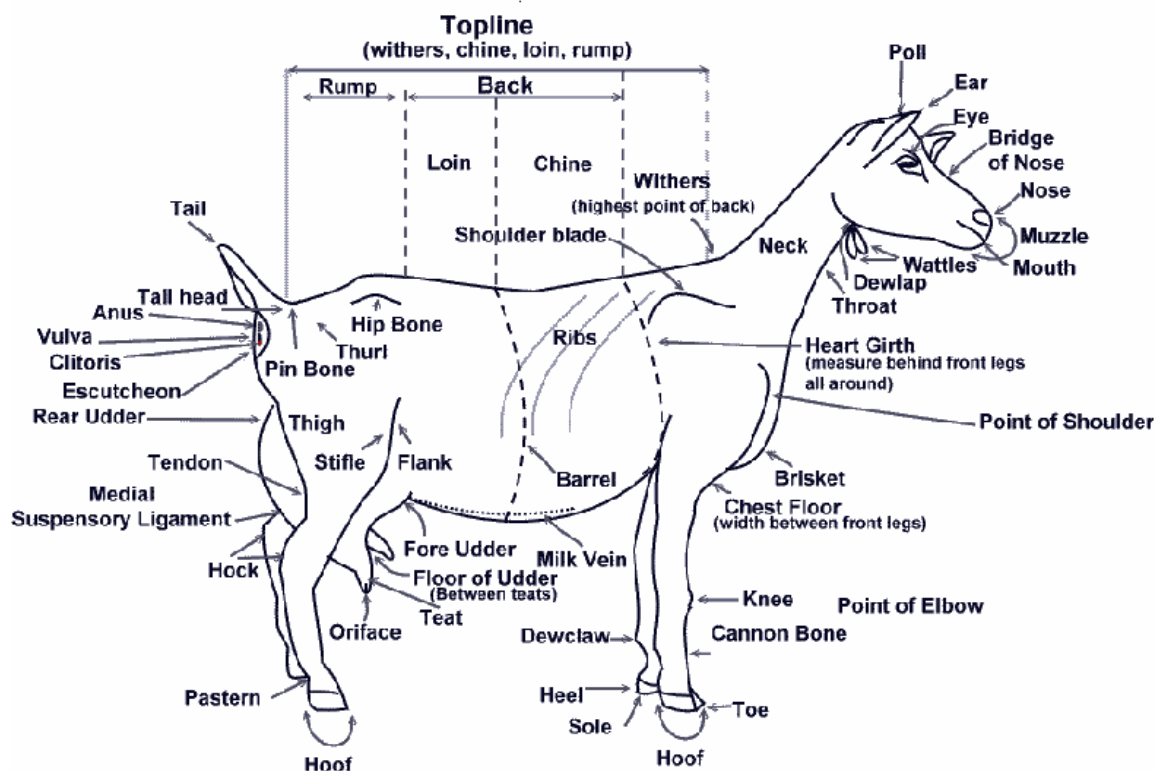 Topline
(withers, chine, loin, rump)
Poll
Rump
Back
Ear
Eye
Bridge
of Nose
Loin
Chine
Withers
(highest point of back)
Nose
Tail
Shoulder blade
Neck
Muzzle
Wattles
Mouth
Dewlap
Throat
Tail head
Anus
Hip Bone
Vulva
Thurl
Ribs
Clitoris
Pin Bone
Heart Girth
(measure behind front legs
all around)
Escutcheon
Rear Udder
Thigh
Point of Shoulder
Tendon
Stifle
Flank
Barrel
Brisket
Medial
Suspensory Ligament
Chest Floor
(width between front legs)
Fore Udder
Milk Vein
Hock
Floor of Udder
(Between teats)
Teat
Knee
Point of Elbow
Oriface
Dewclaw
Cannon Bone
Pastern
Heel
Sole
Toe
Hoof
Hoof